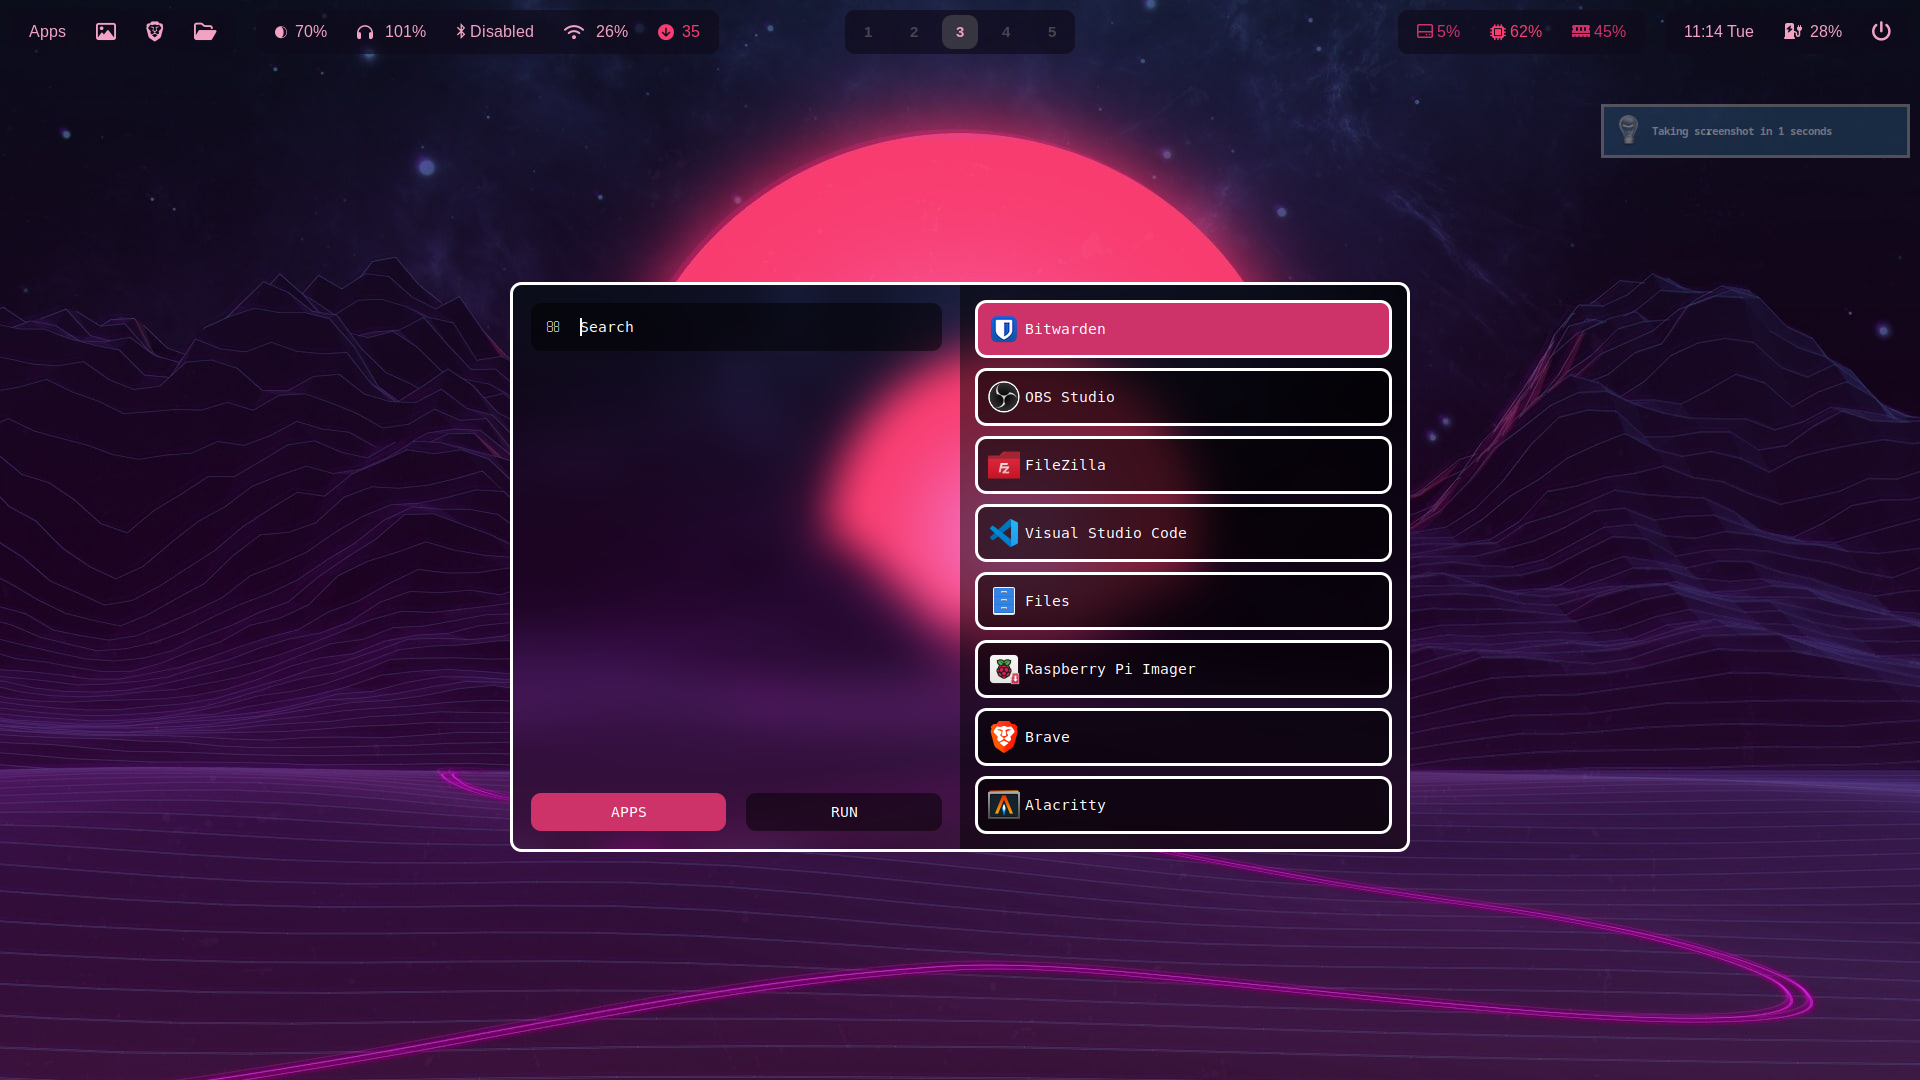 Apps 70% 101% Disabled 26% 35 1 2 3 4 5 5% 62% 45% 11:14 Tue 28%
Taking screenshot in 1 seconds
Search
Bitwarden
OBS Studio
FileZilla
Visual Studio Code
Files
Raspberry Pi Imager
Brave
Alacritty
APPS RUN